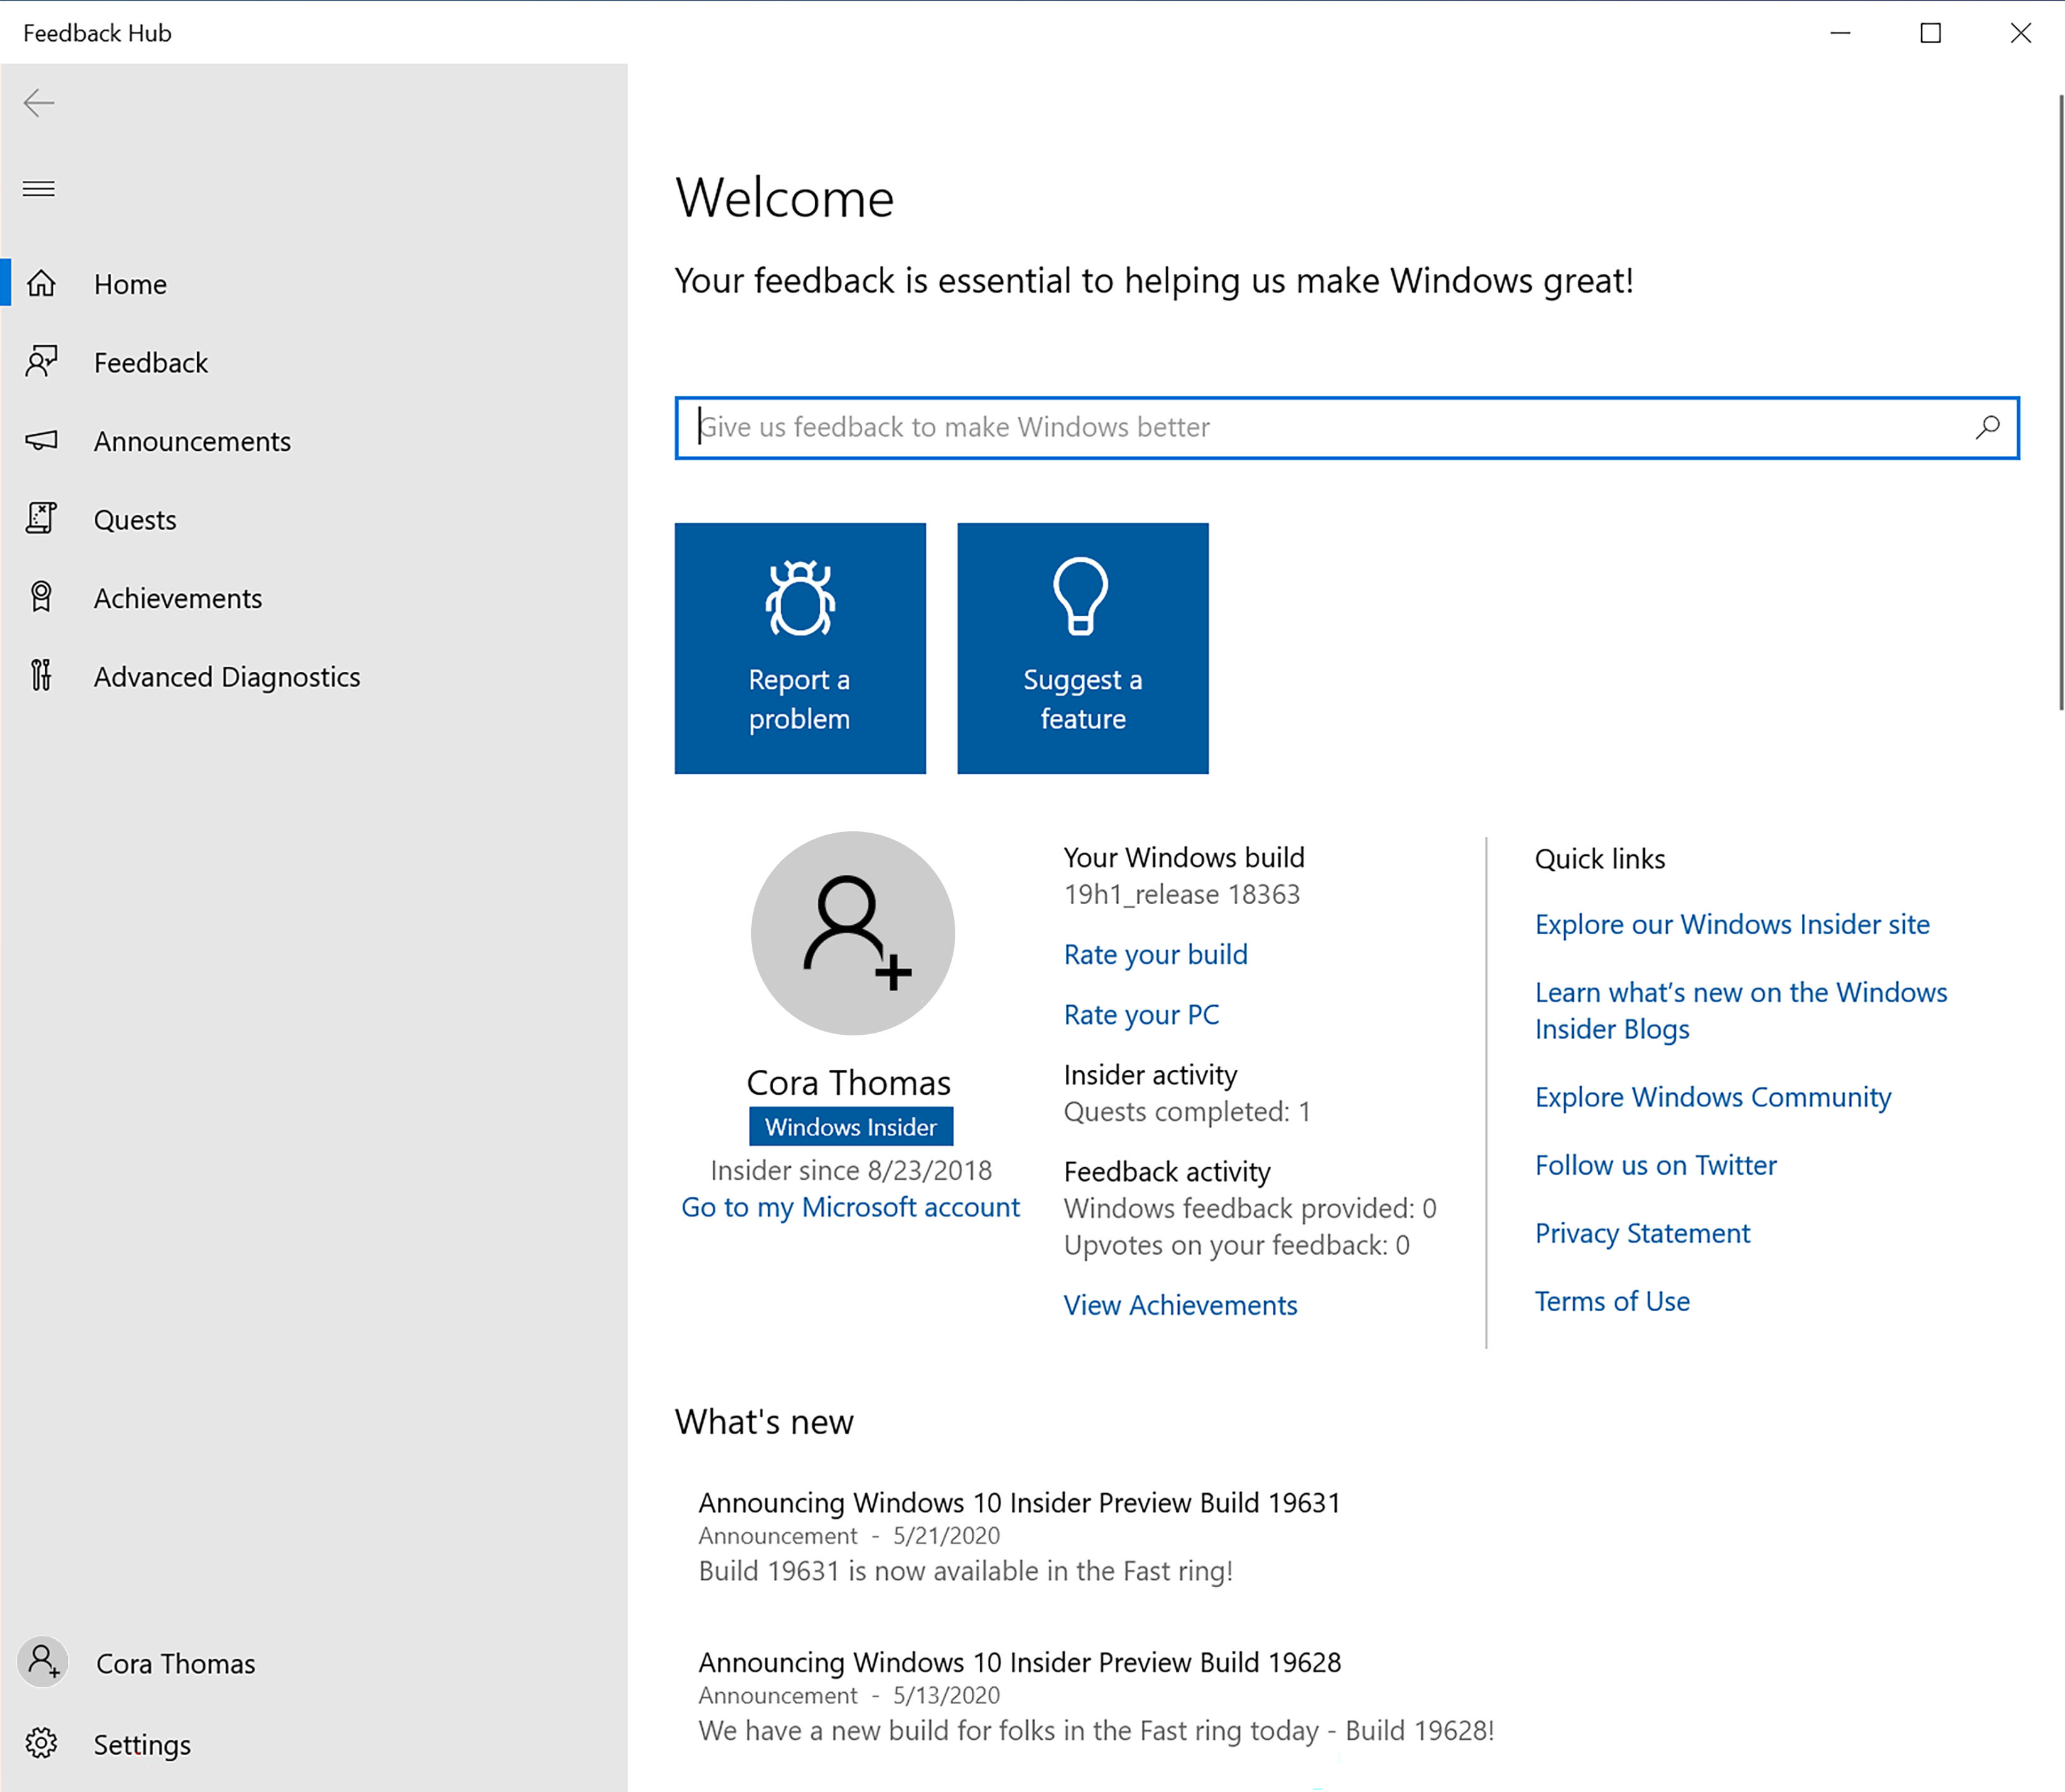 Feedback Hub
Home
Feedback
Announcements
Quests
Achievements
Advanced Diagnostics
Cora Thomas
Settings
Welcome
Your feedback is essential to helping us make Windows great!
Give us feedback to make Windows better
Report a
problem
Suggest a
feature
Cora Thomas
Windows Insider
Insider since 8/23/2018
Go to my Microsoft account
Your Windows build
19h1_release 18363
Rate your build
Rate your PC
Insider activity
Quests completed: 1
Feedback activity
Windows feedback provided: 0
Upvotes on your feedback: 0
View Achievements
Quick links
Explore our Windows Insider site
Learn what’s new on the Windows
Insider Blogs
Explore Windows Community
Follow us on Twitter
Privacy Statement
Terms of Use
What's new
Announcing Windows 10 Insider Preview Build 19631
Announcement - 5/21/2020
Build 19631 is now available in the Fast ring!
Announcing Windows 10 Insider Preview Build 19628
Announcement - 5/13/2020
We have a new build for folks in the Fast ring today - Build 19628!